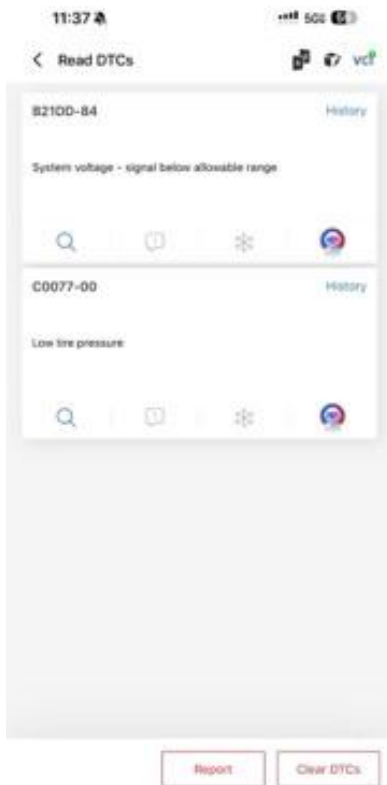 11:37
5G
Read DTCs
vci
B210D-84
History
System voltage - signal below allowable range
C0077-00
History
Low tire pressure
Report
Clear DTCs